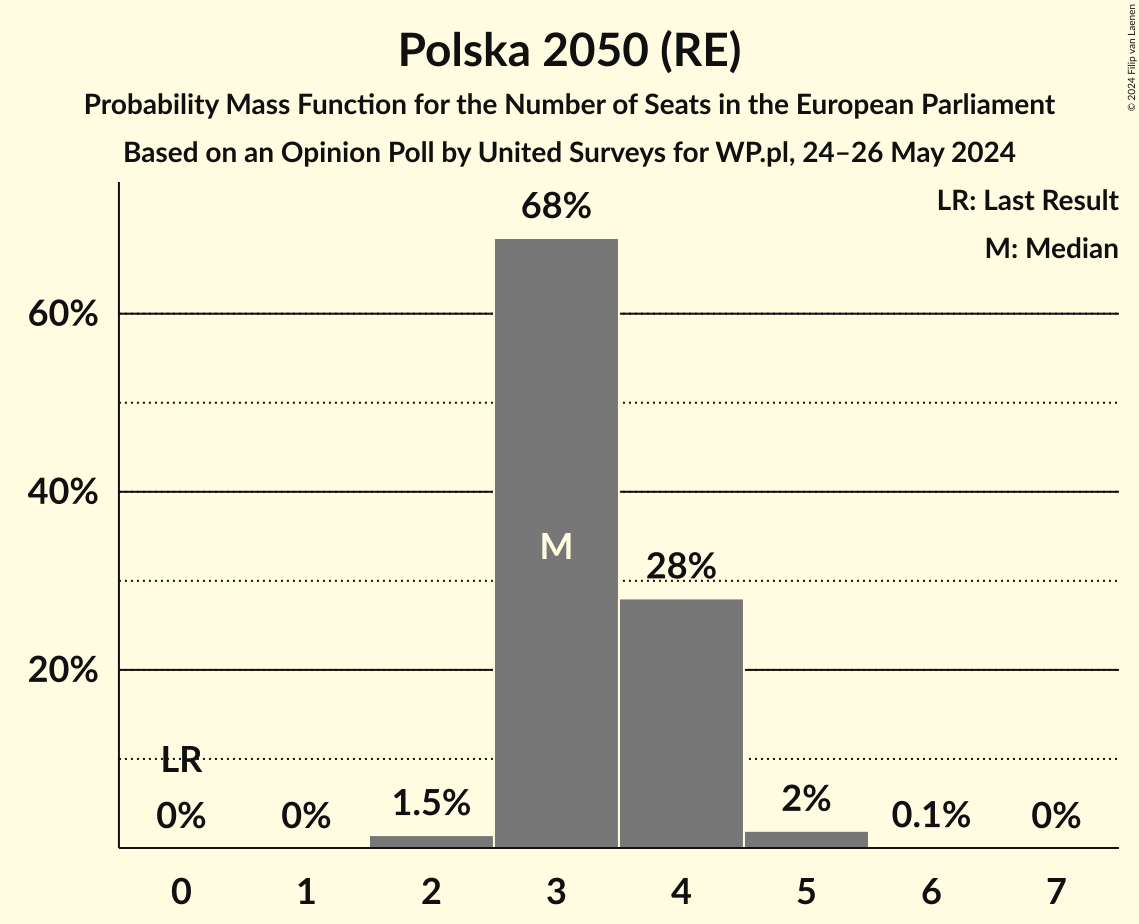 Polska 2050 (RE)
Probability Mass Function for the Number of Seats in the European Parliament
Based on an Opinion Poll by United Surveys for WP.pl, 24–26 May 2024
© 2024 Filip van Laenen
LR: Last Result
M: Median
68%
60%
40%
M
28%
20%
LR
0%
0%
1.5%
2%
0.1%
0%
0
1
2
3
4
5
6
7